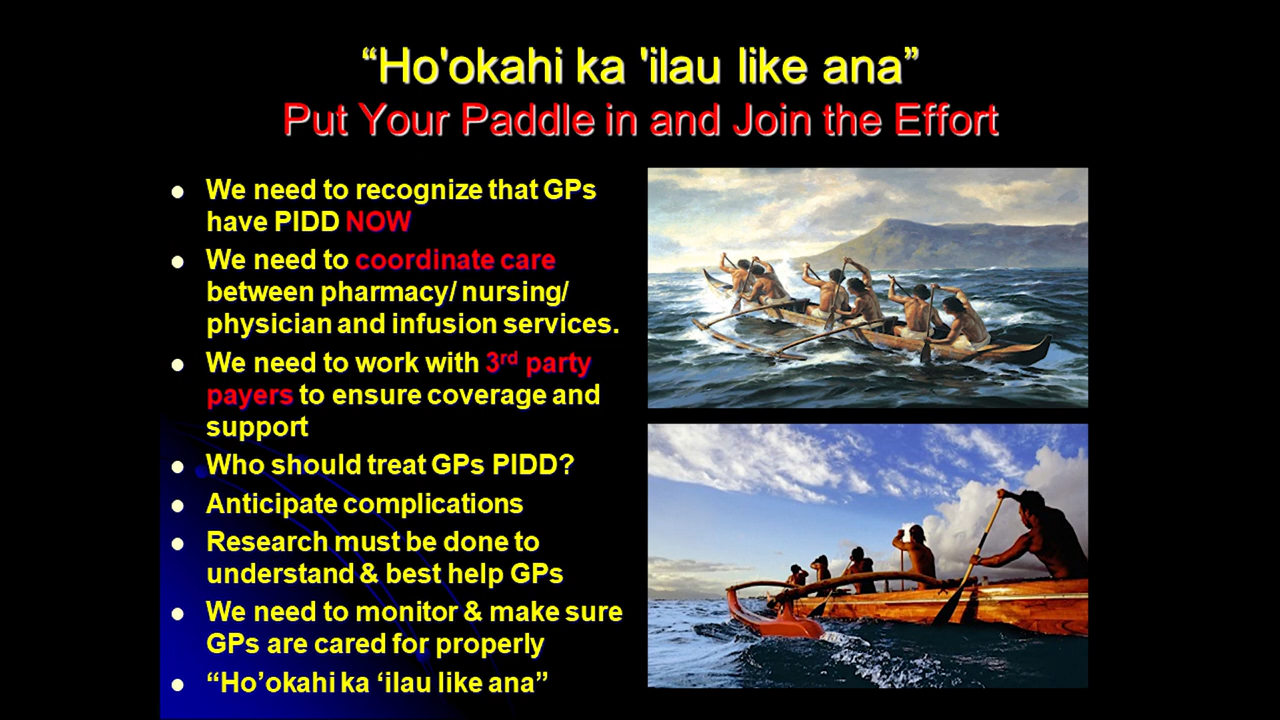 “Ho'okahi ka 'ilau like ana”
Put Your Paddle in and Join the Effort
We need to recognize that GPs
have PIDD NOW
We need to coordinate care
between pharmacy/ nursing/
physician and infusion services.
We need to work with 3rd party
payers to ensure coverage and
support
Who should treat GPs PIDD?
Anticipate complications
Research must be done to
understand & best help GPs
We need to monitor & make sure
GPs are cared for properly
“Ho’okahi ka ‘ilau like ana”